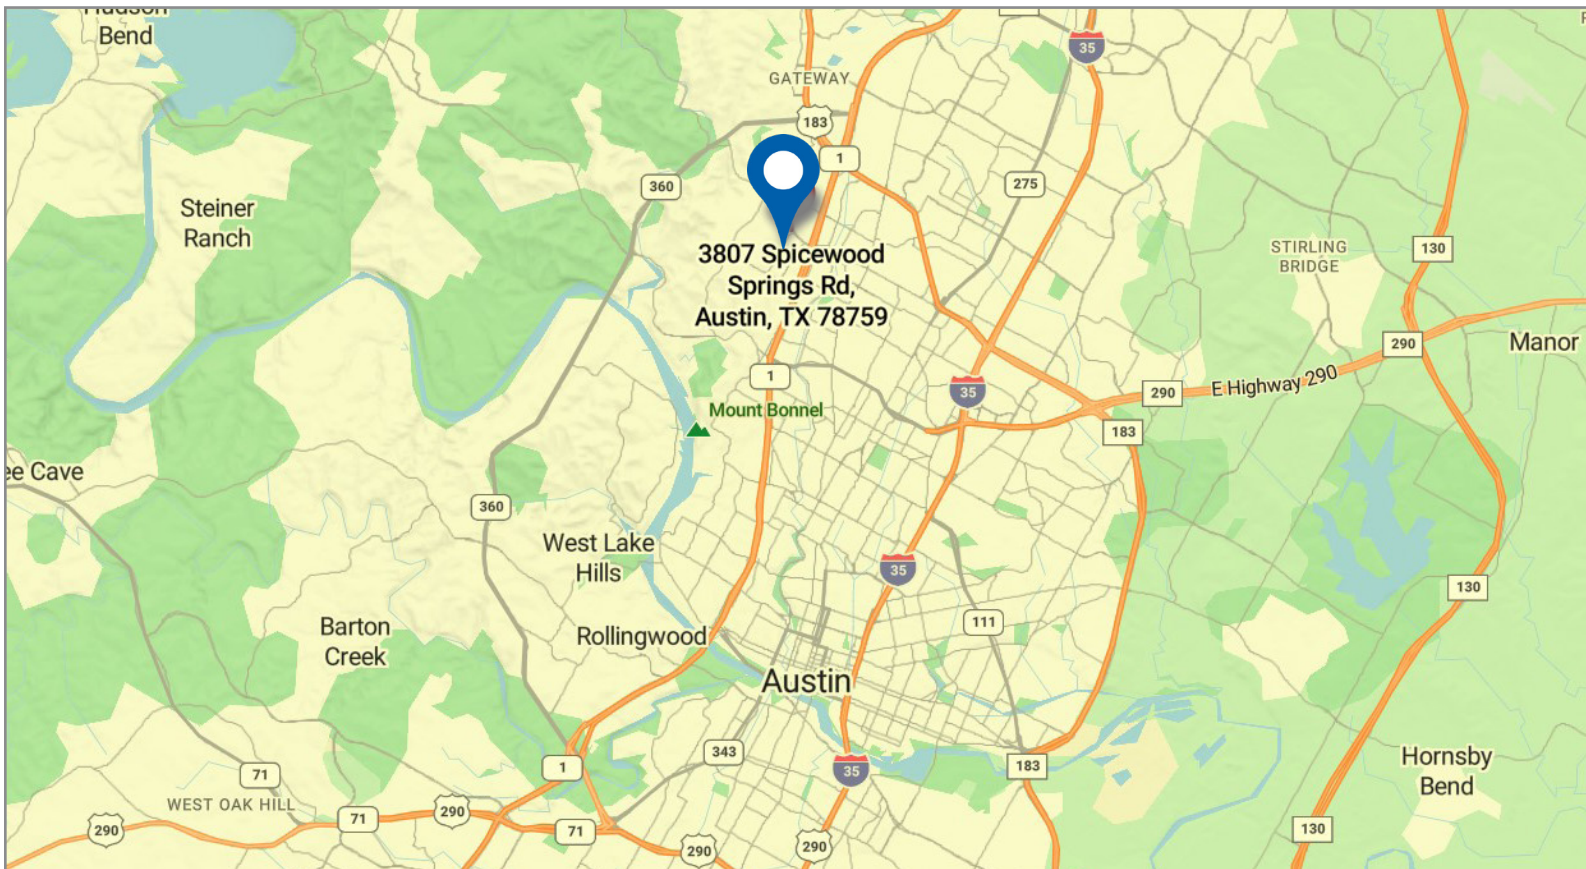 Hudson
Bend
35
GATEWAY
183
1
360
275
Steiner
Ranch
STIRLING
BRIDGE
130
3807 Spicewood
Springs Rd,
Austin, TX 78759
290
Manor
1
35
290
E Highway 290
Mount Bonnel
183
ee Cave
360
West Lake
Hills
35
130
111
Barton
Creek
Rollingwood
Austin
343
1
35
183
Hornsby
Bend
71
WEST OAK HILL
290
71
290
71
290
290
130